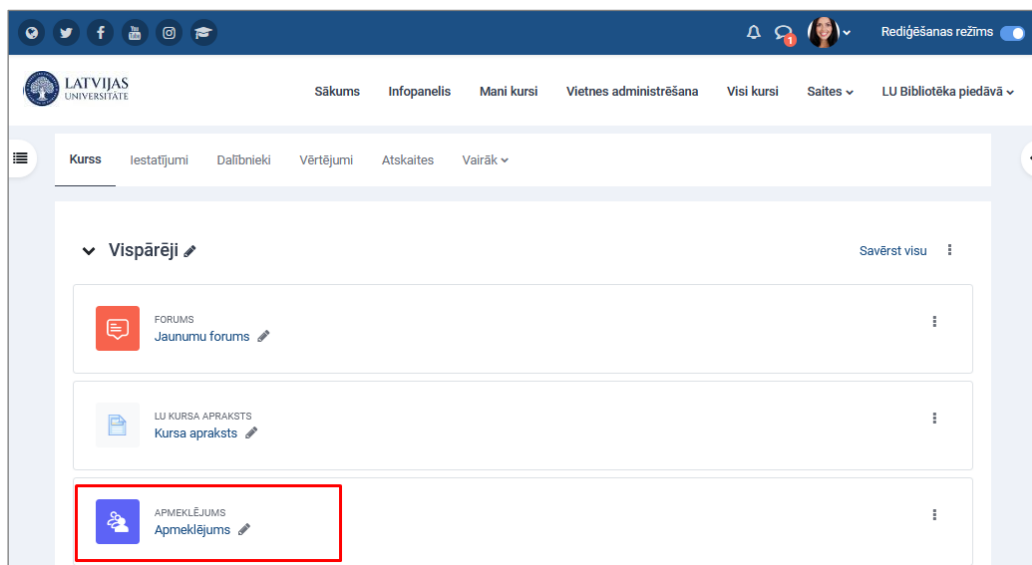 Rediģēšanas režīms
1
LATVIJAS
UNIVERSITĀTE
Sākums Infopanelis Mani kursi Vietnes administrēšana Visi kursi Saites LU Bibliotēka piedāvā
Kurss Iestatījumi Dalībnieki Vērtējumi Atskaites Vairāk
Vispārēji Savērst visu
FORUMS
Jaunumu forums
LU KURSA APRAKSTS
Kursa apraksts
APMEKLĒJUMS
Apmeklējums